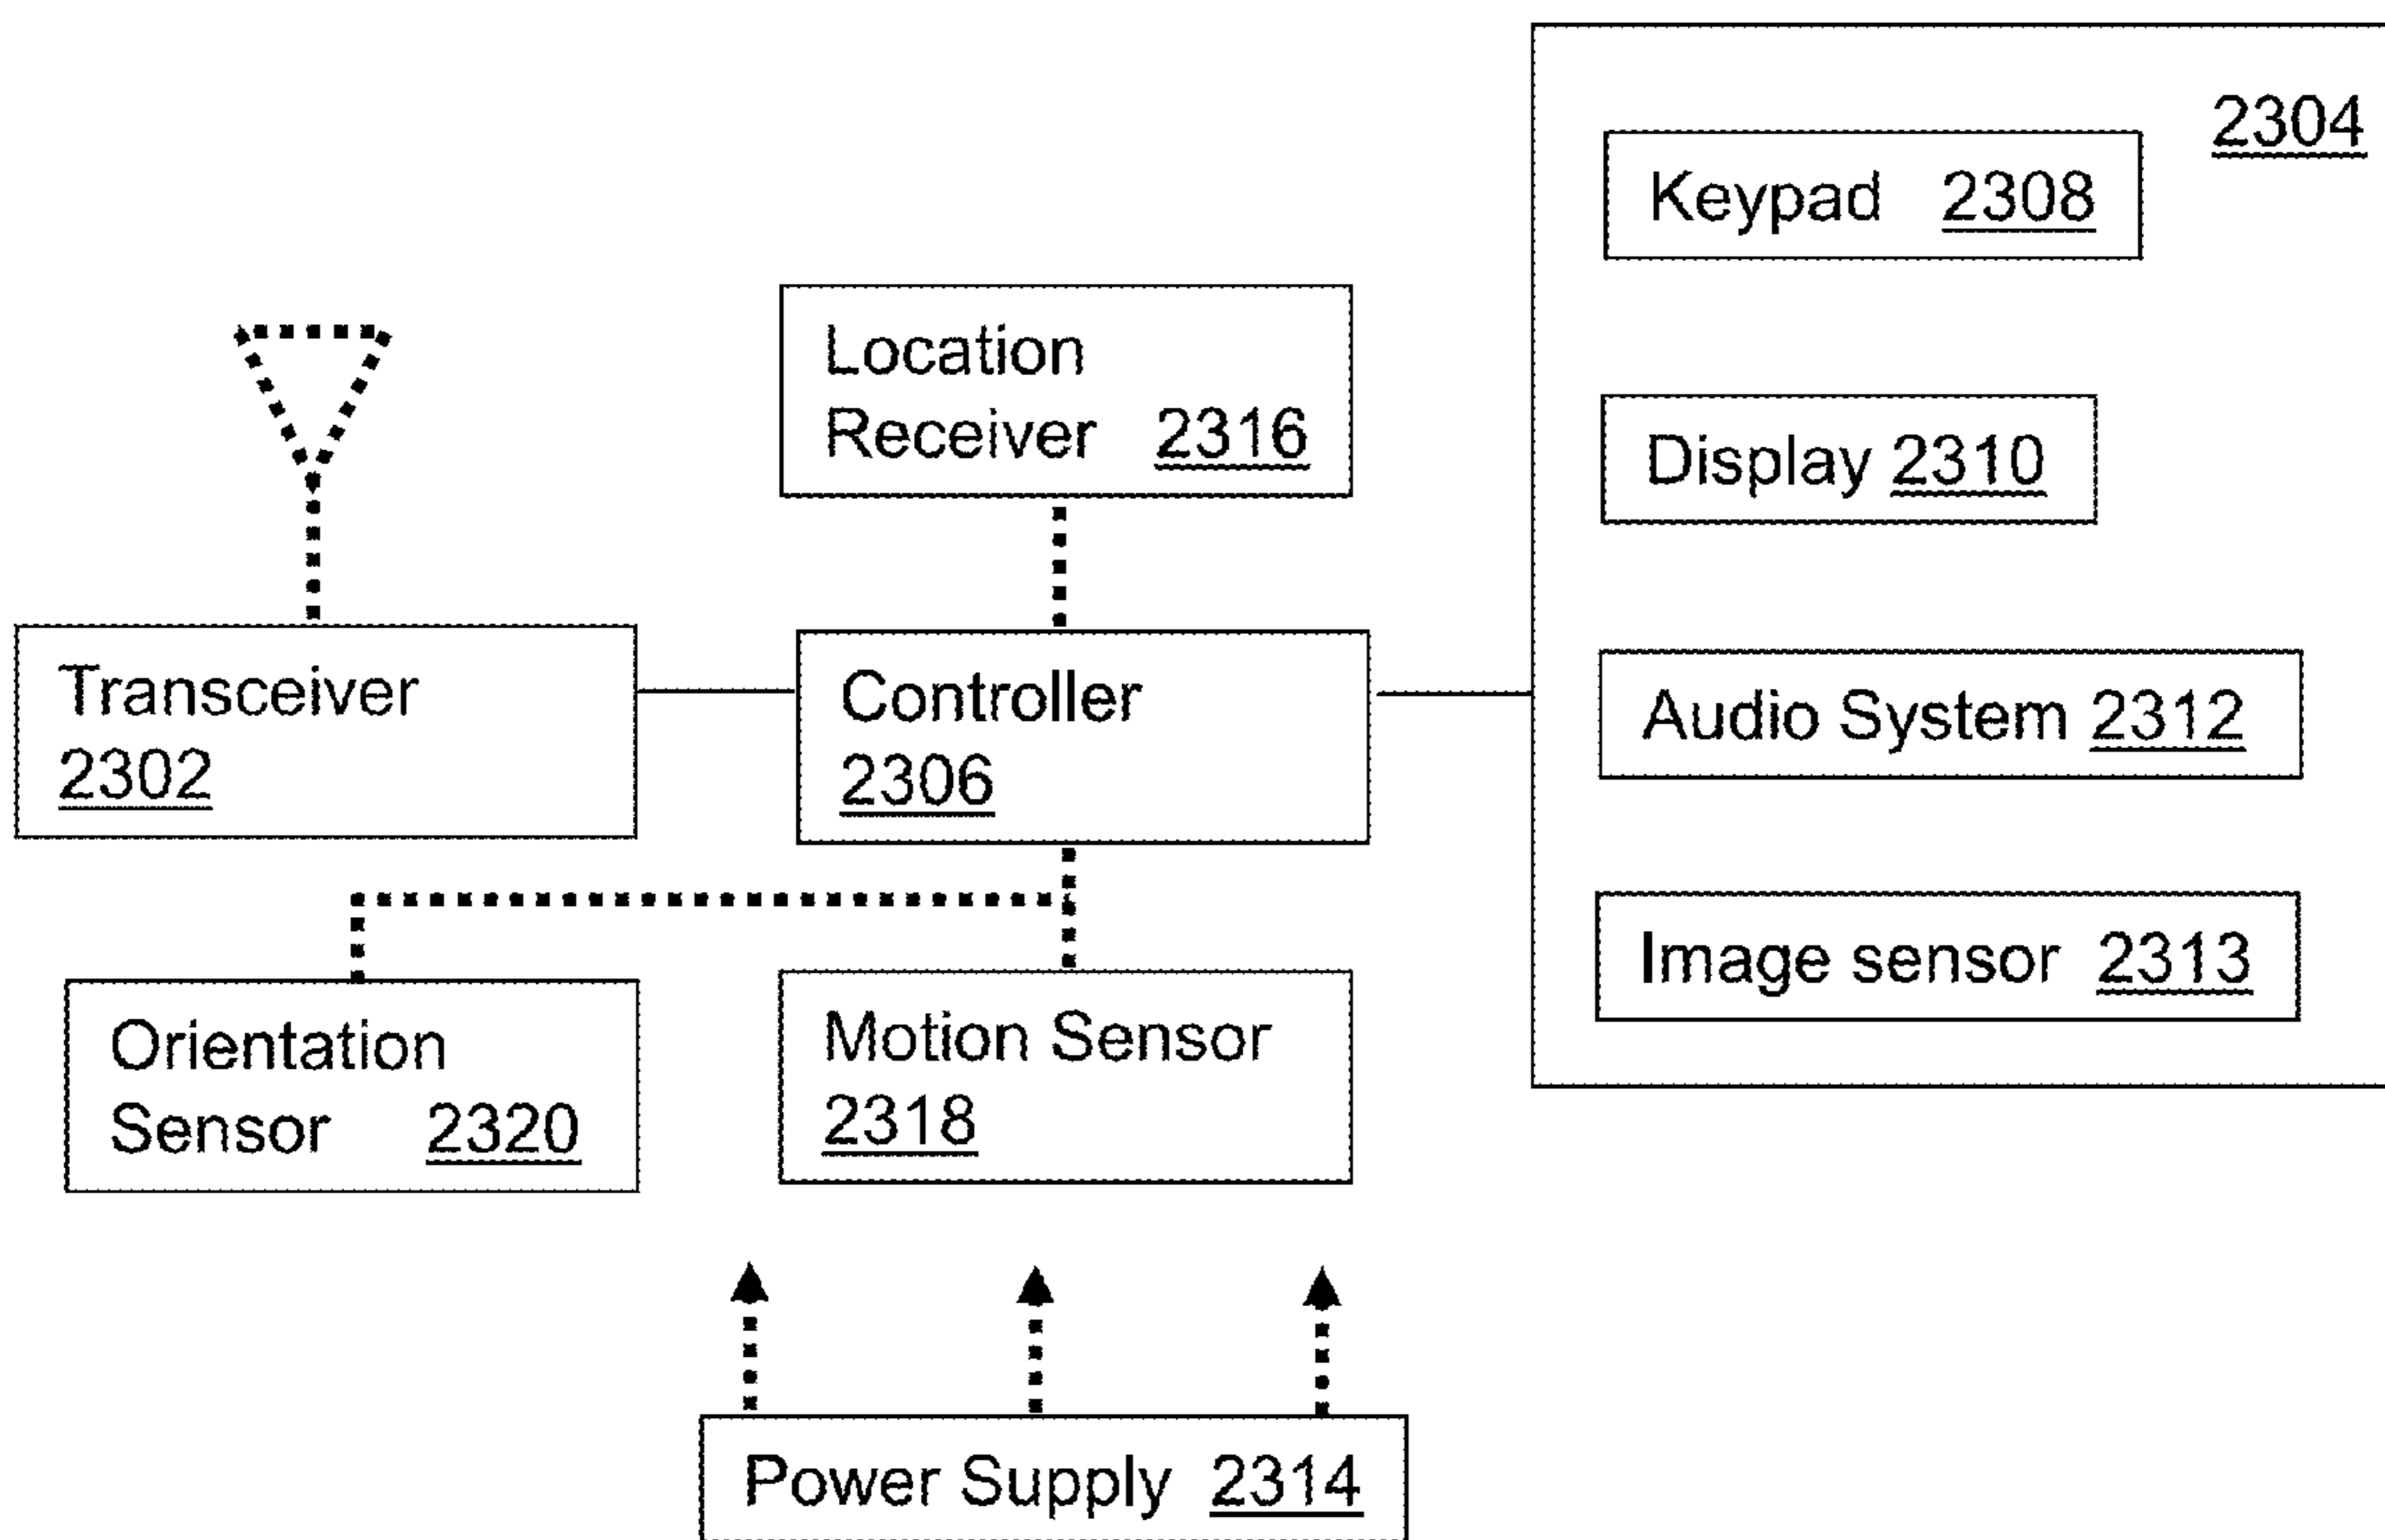 2304
Keypad 2308
Location
Receiver 2316
Display 2310
Transceiver
2302
Controller
2306
Audio System 2312
Image sensor 2313
Orientation
Sensor 2320
Motion Sensor
2318
Power Supply 2314